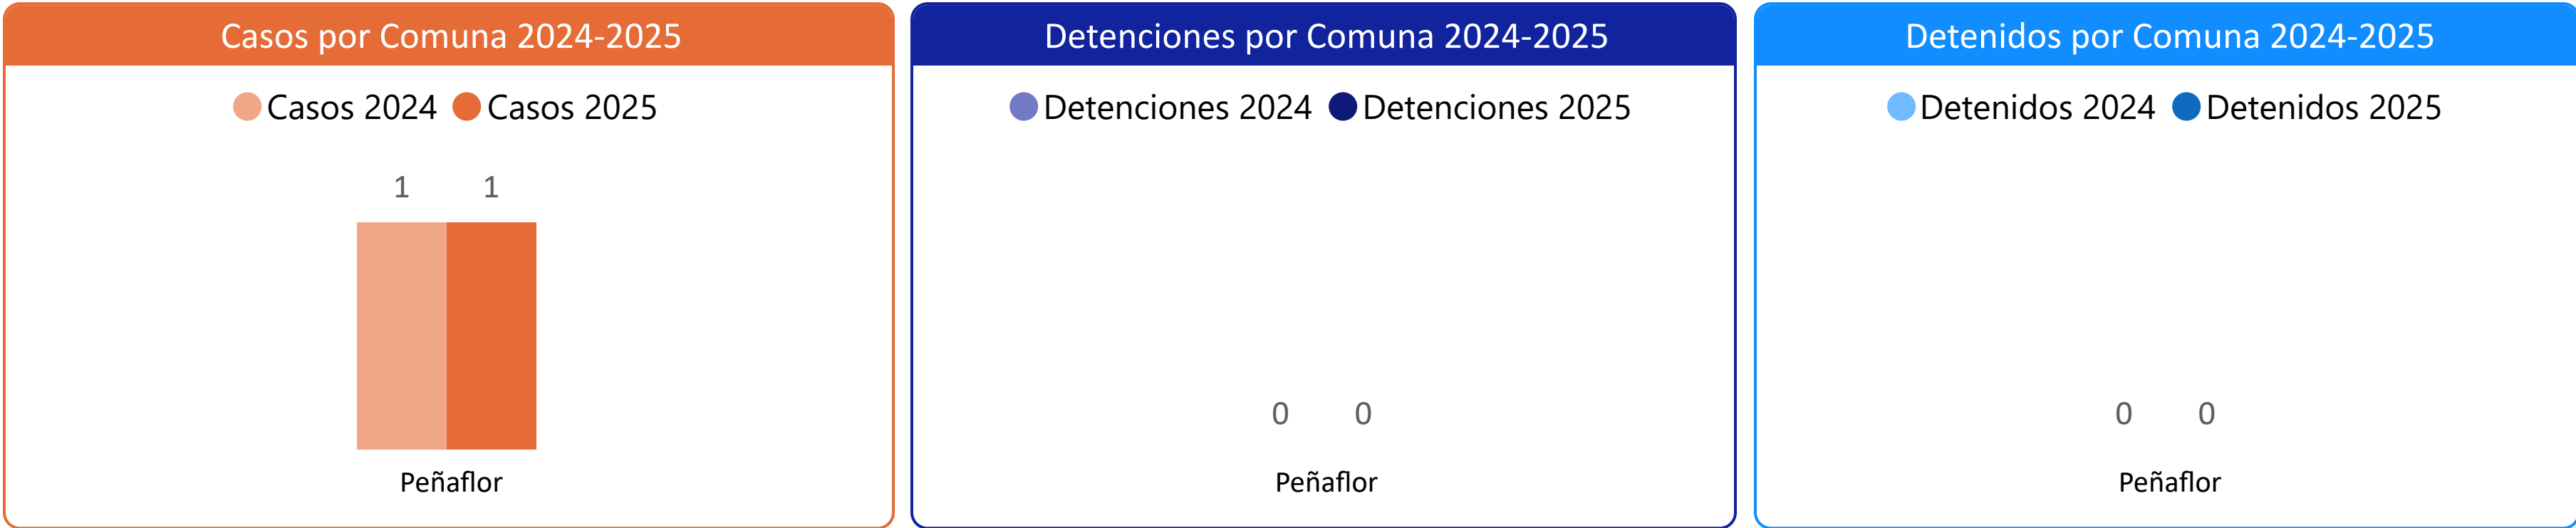 Casos por Comuna 2024-2025
Casos 2024 Casos 2025
1 1
Peñaflor
Detenciones por Comuna 2024-2025
Detenciones 2024 Detenciones 2025
0 0
Peñaflor
Detenidos por Comuna 2024-2025
Detenidos 2024 Detenidos 2025
0 0
Peñaflor